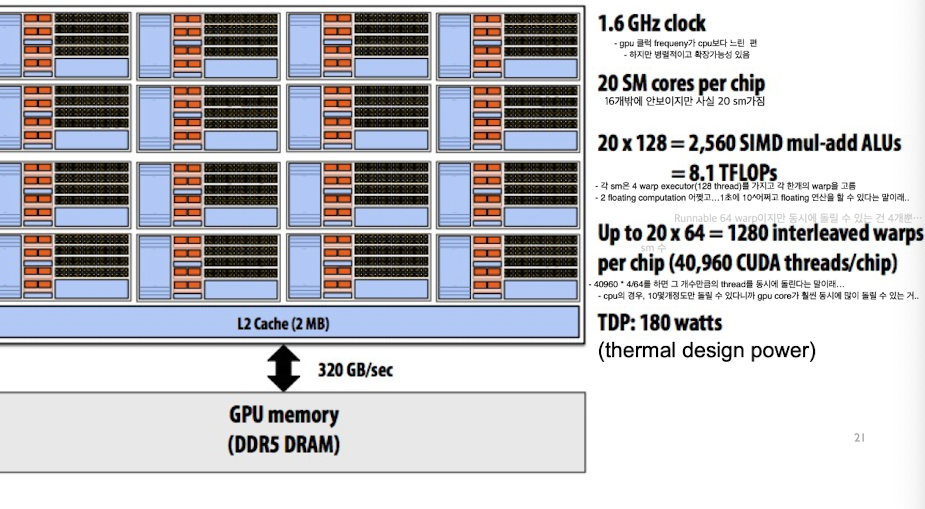 1.6 GHz clock
- gpu 클럭 frequeny가 cpu보다 느린 편
- 하지만 병렬적이고 확장가능성 있음
20 SM cores per chip
16개밖에 안보이지만 사실 20 sm가짐
20 x 128 = 2,560 SIMD mul-add ALUs
= 8.1 TFLOPs
- 각 sm은 4 warp executor(128 thread)를 가지고 각 한개의 warp을 고름
- 2 floating computation 어쩿고...1초에 10^어쩌고 floating 연산을 할 수 있다는 말이래..
Runnable 64 warp이지만 동시에 돌릴 수 있는 건 4개뿐…
Up to 20 x 64 = 1280 interleaved warps
sm 수
per chip (40,960 CUDA threads/chip)
- 40960 * 4/64를 하면 그 개수만큼의 thread를 동시에 돌린다는 말이래...
- cpu의 경우, 10몇개정도만 돌릴 수 있다니까 gpu core가 훨씬 동시에 많이 돌릴 수 있는 거..
L2 Cache (2 MB)
TDP: 180 watts
(thermal design power)
320 GB/sec
GPU memory
(DDR5 DRAM)
21